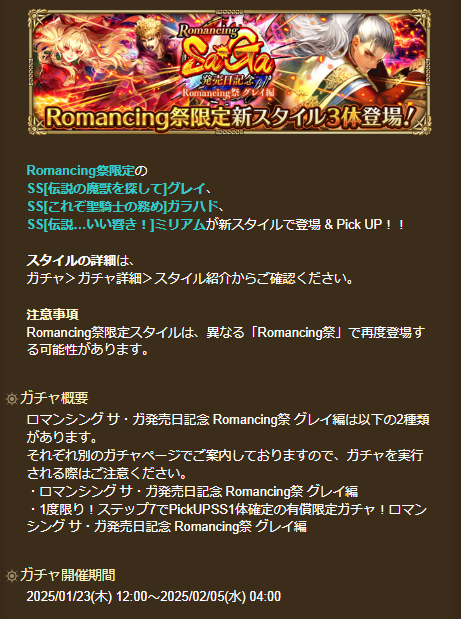 Romancing
SaGa
発売日記念
Romancing祭 グレイ編
Romancing祭限定新スタイル3体登場!
Romancing祭限定の
SS[伝説の魔獣を探して]グレイ、
SS[これぞ聖騎士の務め]ガラハド、
SS[伝説…いい響き!]ミリアムが新スタイルで登場 & Pick UP!!
スタイルの詳細は、
ガチャ>ガチャ詳細>スタイル紹介からご確認ください。
注意事項
Romancing祭限定スタイルは、異なる「Romancing祭」で再度登場す
る可能性があります。
ガチャ概要
ロマンシング サ・ガ発売日記念 Romancing祭 グレイ編は以下の2種類
があります。
それぞれ別のガチャページでご案内しておりますので、ガチャを実行
される際はご注意ください。
・ロマンシング サ・ガ発売日記念 Romancing祭 グレイ編
・1度限り!ステップ7でPickUPSS1体確定の有償限定ガチャ!ロマン
シング サ・ガ発売日記念 Romancing祭 グレイ編
ガチャ開催期間
2025/01/23(木) 12:00～2025/02/05(水) 04:00